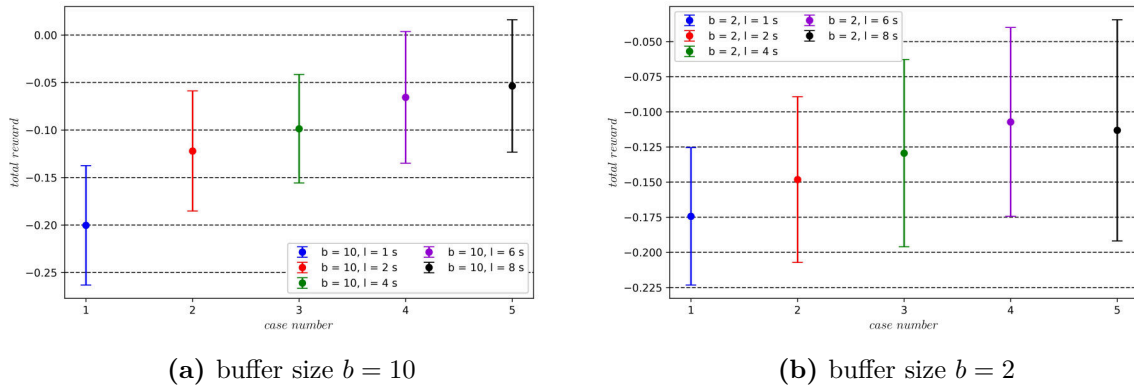 0.00
−0.05
−0.10
−0.15
−0.20
−0.25
total reward
b = 10, l = 1 s
b = 10, l = 2 s
b = 10, l = 4 s
b = 10, l = 6 s
b = 10, l = 8 s
1 2 3 4 5
case number
(a) buffer size b = 10
−0.050
−0.075
−0.100
−0.125
−0.150
−0.175
−0.200
−0.225
total reward
b = 2, l = 1 s
b = 2, l = 2 s
b = 2, l = 4 s
b = 2, l = 6 s
b = 2, l = 8 s
1 2 3 4 5
case number
(b) buffer size b = 2